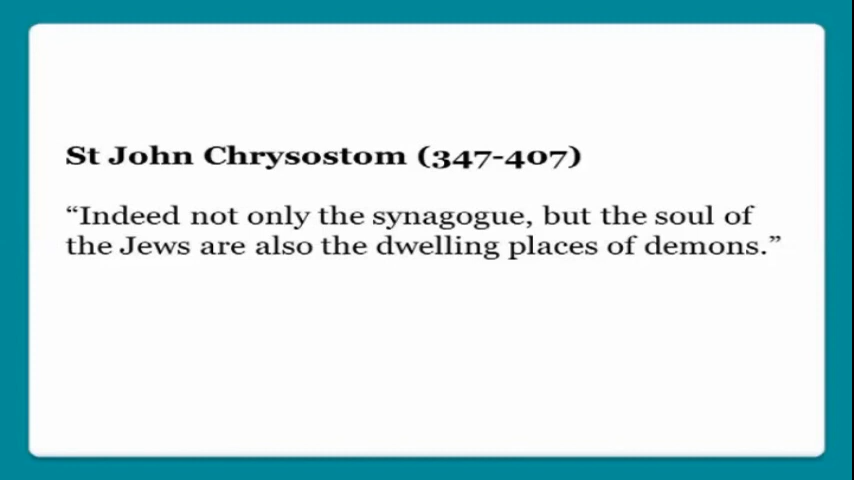 St John Chrysostom (347-407)
“Indeed not only the synagogue, but the soul of
the Jews are also the dwelling places of demons.”